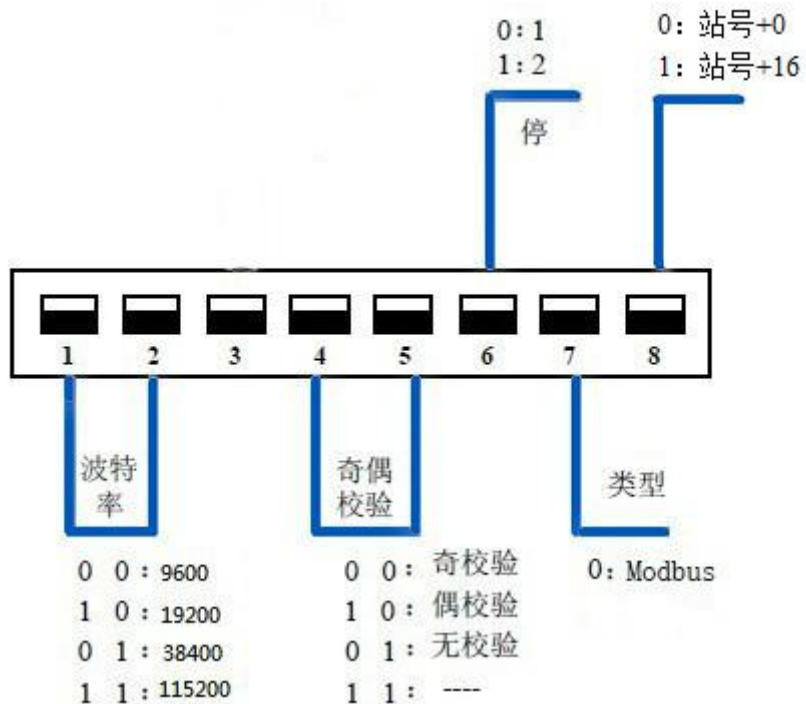 0:1
1:2
停
0: 站号+0
1: 站号+16
1 2 3 4 5 6 7 8
波特
率
0 0:9600
1 0:19200
0 1:38400
1 1:115200
奇偶
校验
0 0: 奇校验
1 0: 偶校验
0 1: 无校验
1 1: ----
类型
0: Modbus